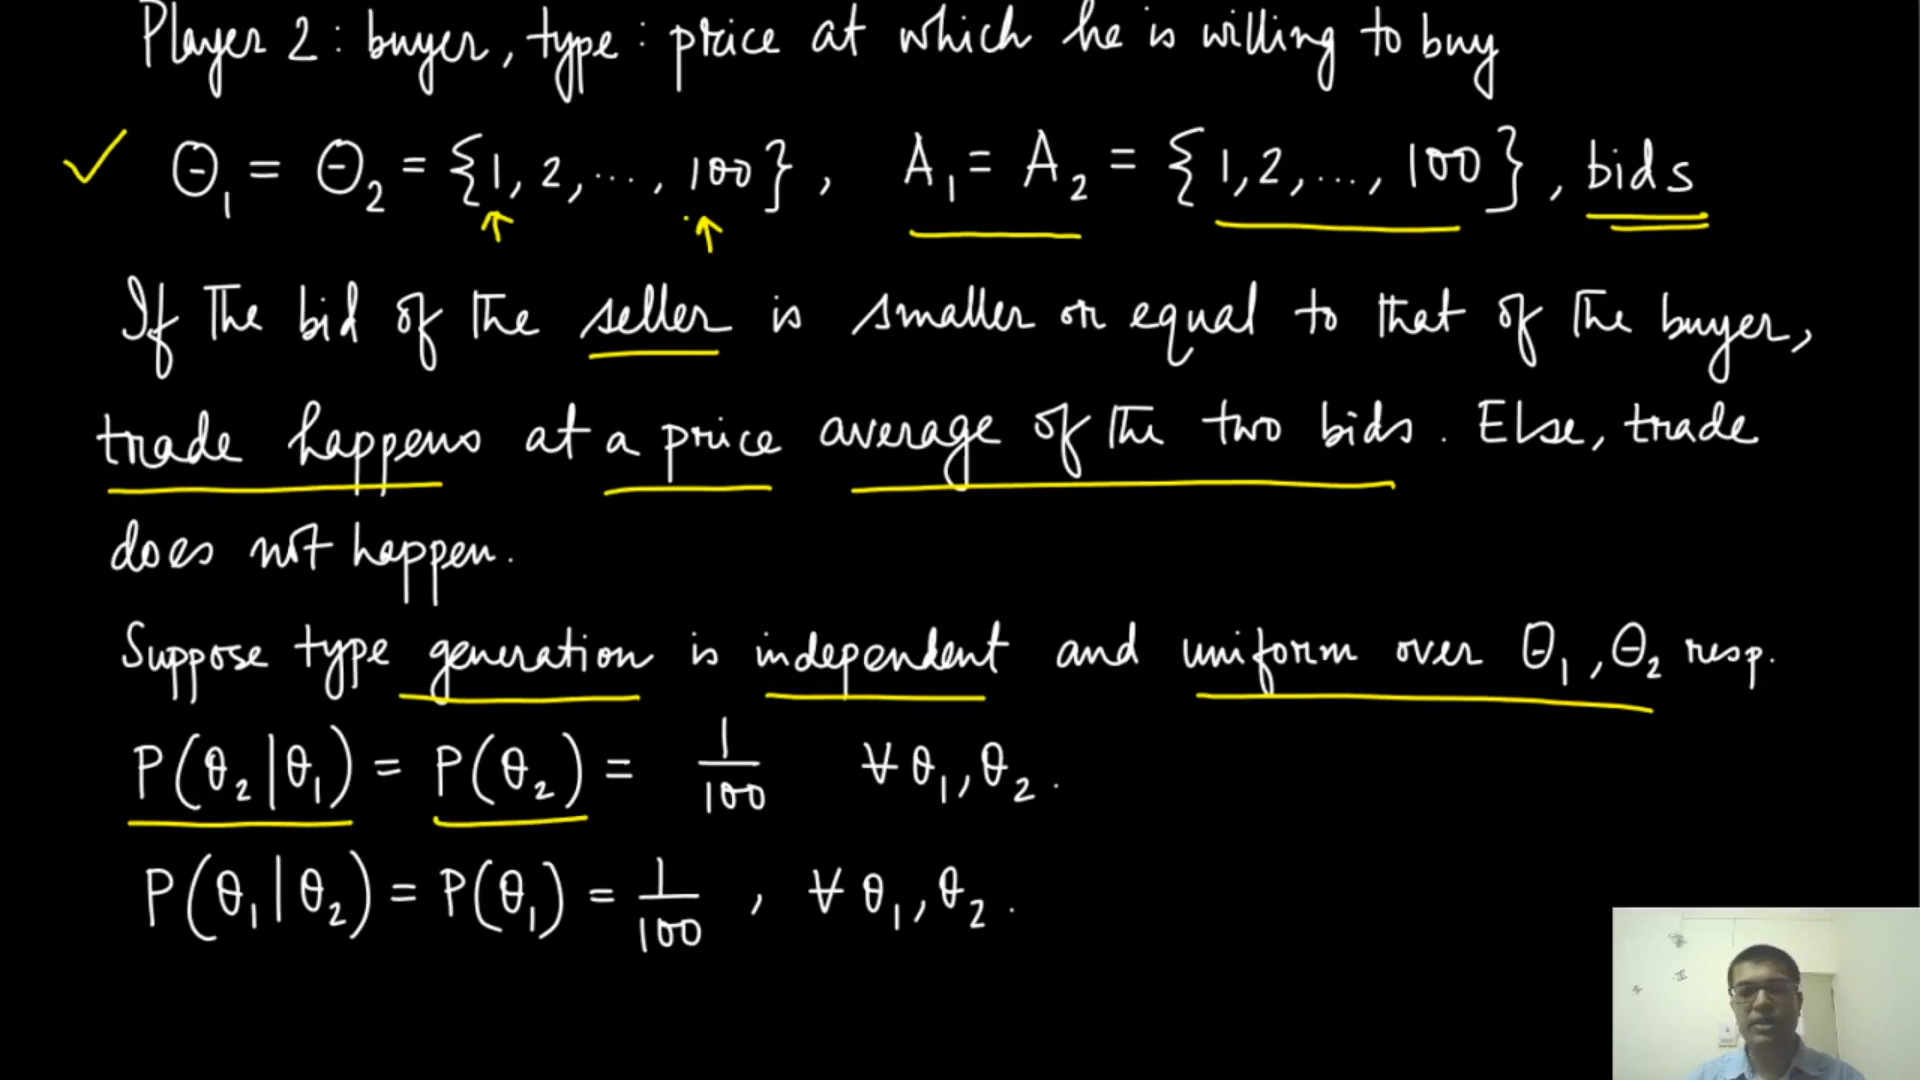 Player 2 : buyer, type : price at which he is willing to buy
✓ Θ₁ = Θ₂ = {1, 2, ..., 100}, A₁ = A₂ = {1, 2, ..., 100}, bids
If the bid of the seller is smaller or equal to that of the buyer,
trade happens at a price average of the two bids. Else, trade
does not happen.
Suppose type generation is independent and uniform over Θ₁, Θ₂ resp.
P(θ₂|θ₁) = P(θ₂) = 1/100 ∀ θ₁, θ₂.
P(θ₁|θ₂) = P(θ₁) = 1/100, ∀ θ₁, θ₂.